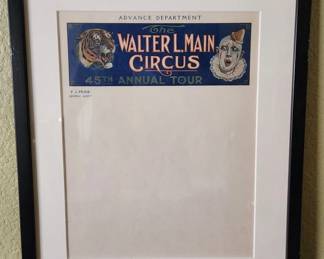 ADVANCE DEPARTMENT
The
WALTER L. MAIN
CIRCUS
45TH ANNUAL TOUR